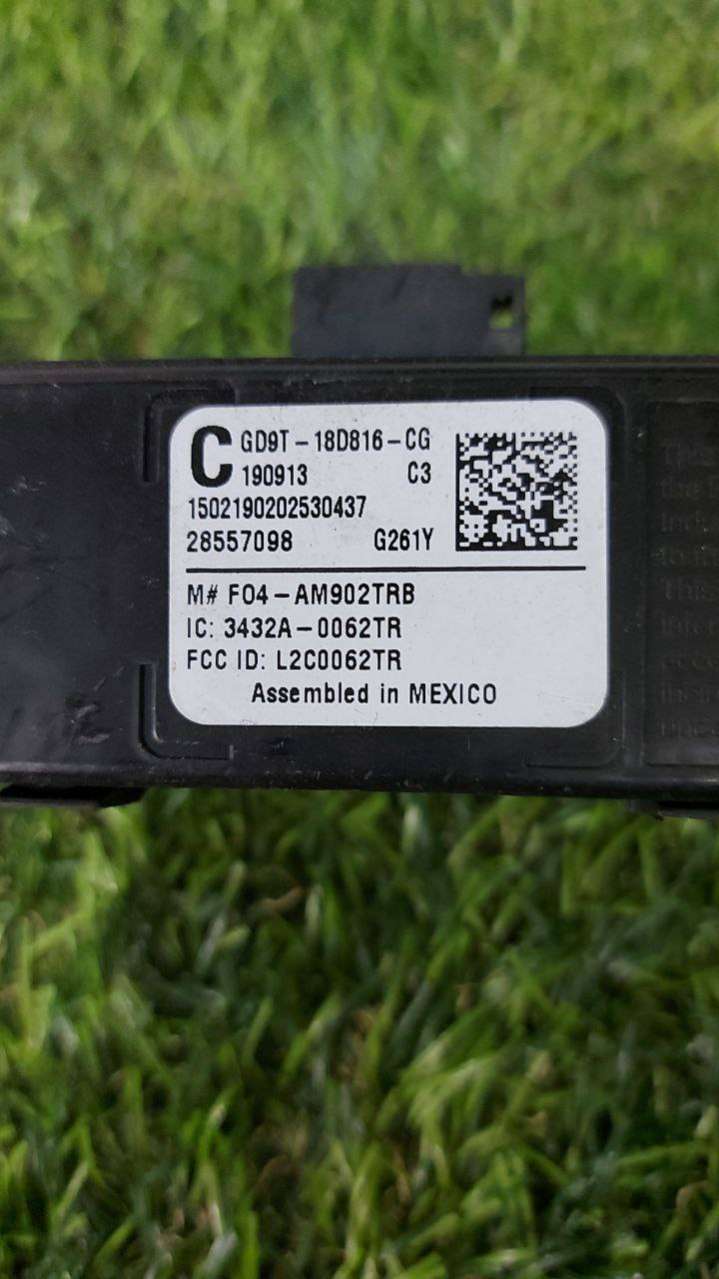 C GD9T-18D816-CG
190913 C3
1502190202530437
28557098 G261Y
M# F04-AM902TRB
IC: 3432A-0062TR
FCC ID: L2C0062TR
Assembled in MEXICO
This